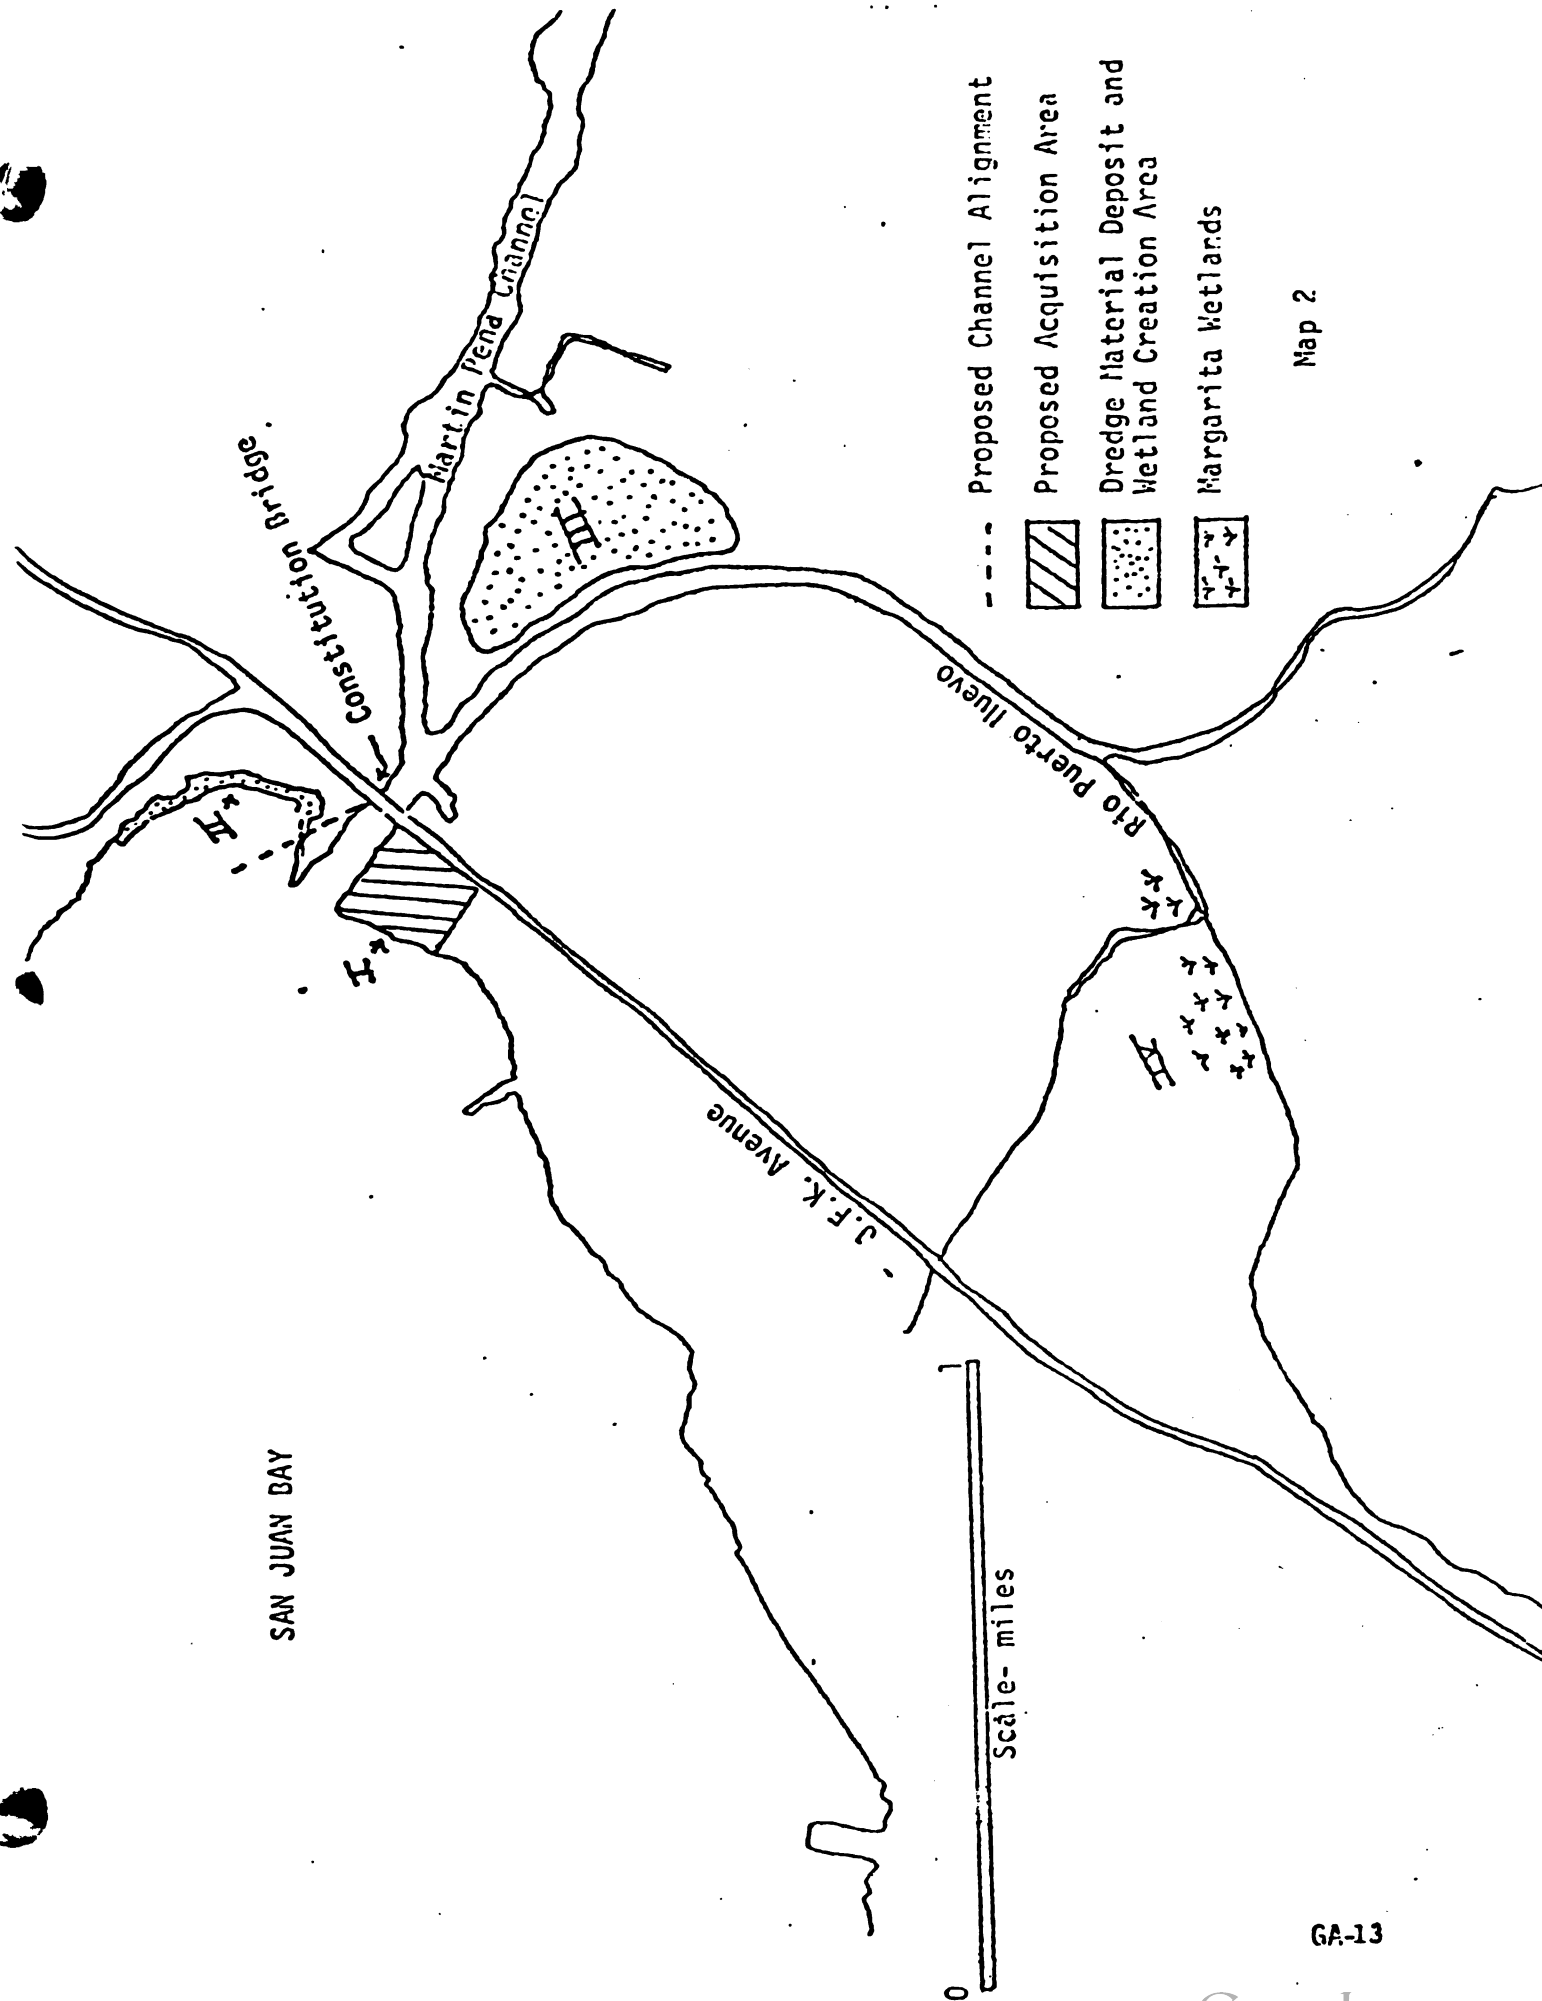 SAN JUAN BAY
Constitution Bridge
Martin Pena Channel
I*
II*
III
IV
J.F.K. Avenue
Rio Puerto Nuevo
0
1
Scale- miles
Proposed Channel Alignment
Proposed Acquisition Area
Dredge Material Deposit and
Wetland Creation Area
Margarita Wetlands
Map 2
GA-13